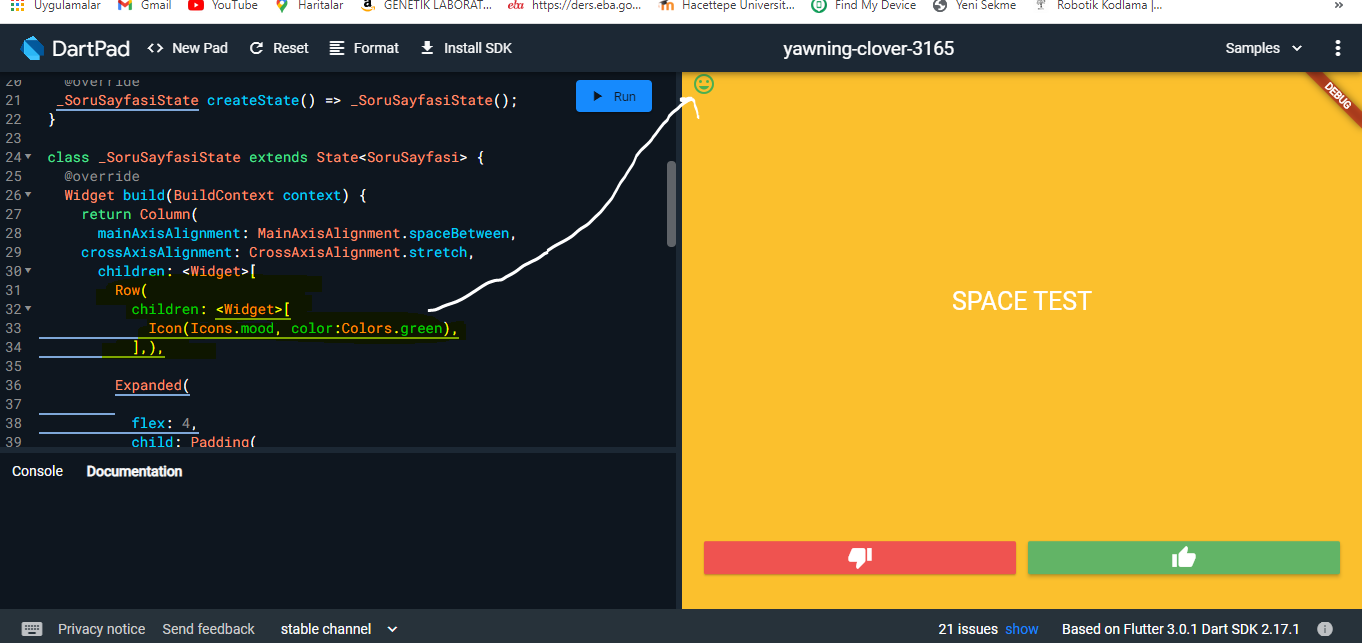 Uygulamalar Gmail YouTube Haritalar GENETİK LABORAT... eba https://ders.eba.go... Hacettepe Universit... Find My Device Yeni Sekme Robotik Kodlama |... »
DartPad <> New Pad Reset Format Install SDK yawning-clover-3165 Samples
20 @override
21 _SoruSayfasiState createState() => _SoruSayfasiState();
Run
22 }
23
24 class _SoruSayfasiState extends State<SoruSayfasi> {
25 @override
26 Widget build(BuildContext context) {
27 return Column(
28 mainAxisAlignment: MainAxisAlignment.spaceBetween,
29 crossAxisAlignment: CrossAxisAlignment.stretch,
30 children: <Widget>[
31 Row(
32 children: <Widget>[
33 Icon(Icons.mood, color:Colors.green),
34 ],),
35
36 Expanded(
37
38 flex: 4,
39 child: Padding(
DEBUG
SPACE TEST
Console Documentation
Privacy notice Send feedback stable channel 21 issues show Based on Flutter 3.0.1 Dart SDK 2.17.1